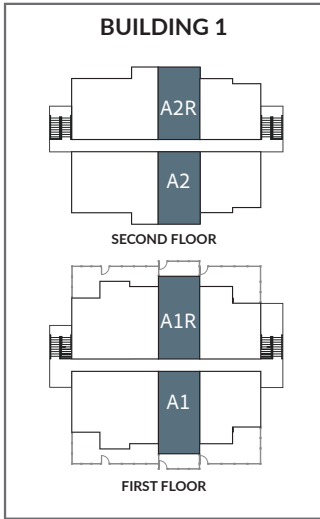 BUILDING 1
A2R
A2
SECOND FLOOR
A1R
A1
FIRST FLOOR